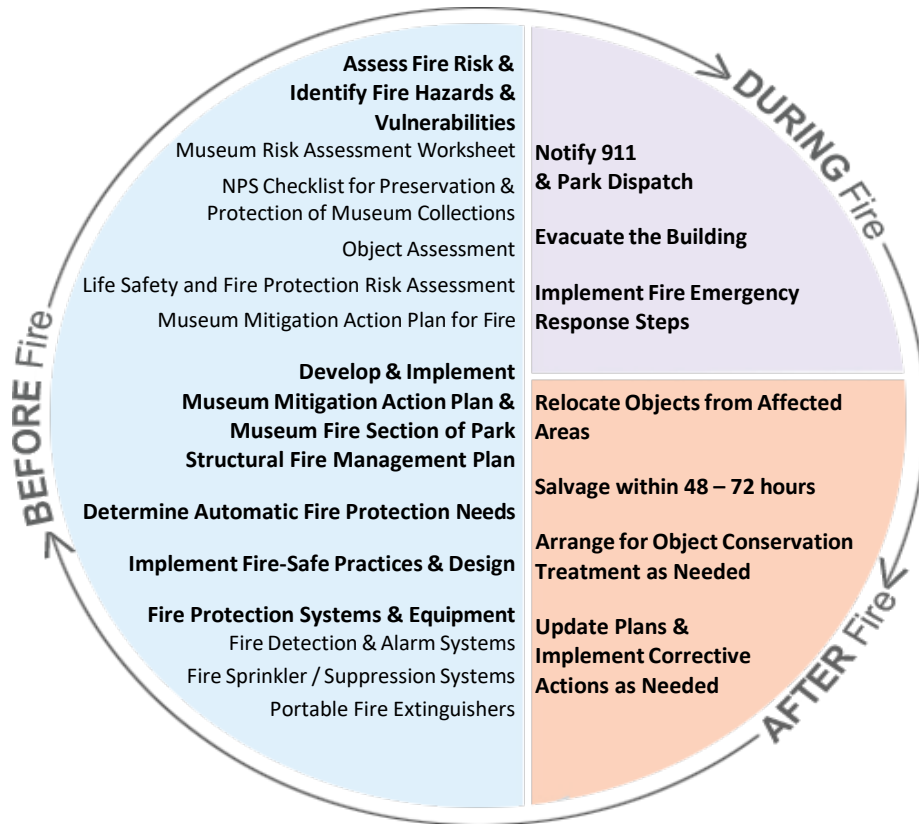 BEFORE Fire
Assess Fire Risk &
Identify Fire Hazards &
Vulnerabilities
Museum Risk Assessment Worksheet
NPS Checklist for Preservation &
Protection of Museum Collections
Object Assessment
Life Safety and Fire Protection Risk Assessment
Museum Mitigation Action Plan for Fire
Develop & Implement
Museum Mitigation Action Plan &
Museum Fire Section of Park
Structural Fire Management Plan
Determine Automatic Fire Protection Needs
Implement Fire-Safe Practices & Design
Fire Protection Systems & Equipment
Fire Detection & Alarm Systems
Fire Sprinkler / Suppression Systems
Portable Fire Extinguishers
DURING Fire
Notify 911
& Park Dispatch
Evacuate the Building
Implement Fire Emergency
Response Steps
AFTER Fire
Relocate Objects from Affected
Areas
Salvage within 48 – 72 hours
Arrange for Object Conservation
Treatment as Needed
Update Plans &
Implement Corrective
Actions as Needed